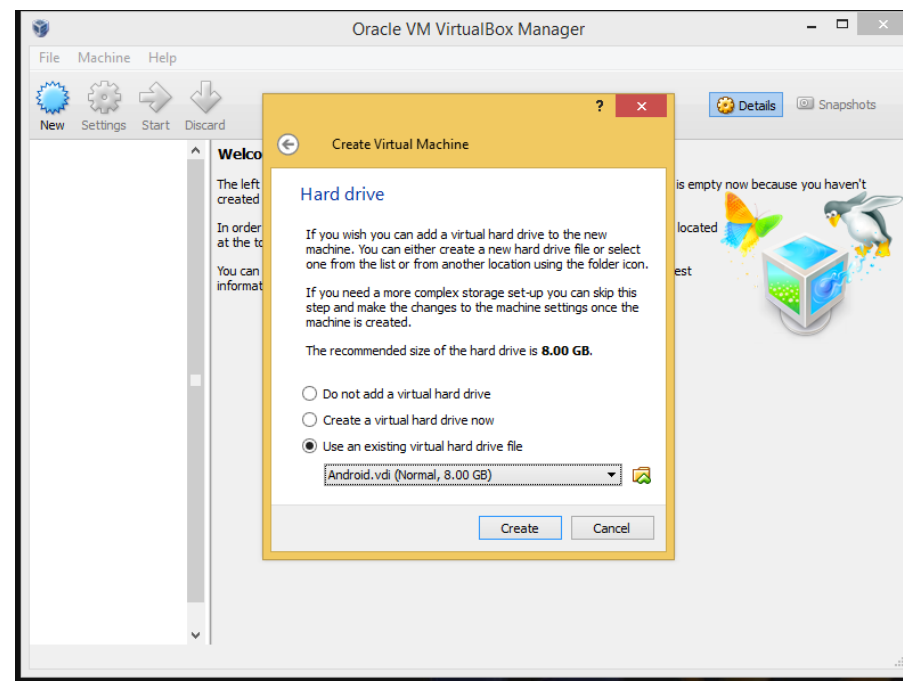 Oracle VM VirtualBox Manager
File Machine Help
New Settings Start Discard
Details Snapshots
Welco
The left
is empty now because you haven't
created
In order
located
at the to
You can
est
informat
?
Create Virtual Machine
Hard drive
If you wish you can add a virtual hard drive to the new
machine. You can either create a new hard drive file or select
one from the list or from another location using the folder icon.
If you need a more complex storage set-up you can skip this
step and make the changes to the machine settings once the
machine is created.
The recommended size of the hard drive is 8.00 GB.
Do not add a virtual hard drive
Create a virtual hard drive now
Use an existing virtual hard drive file
Android.vdi (Normal, 8.00 GB)
Create Cancel